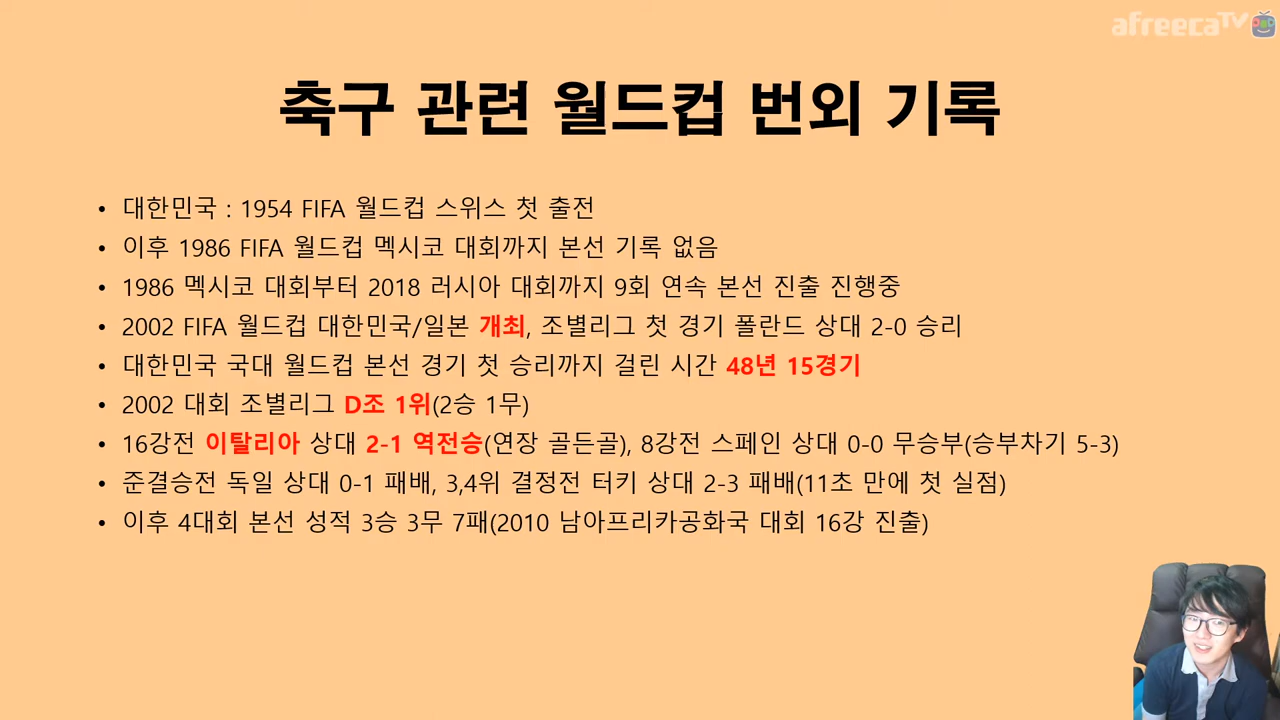 afreecaTV
축구 관련 월드컵 번외 기록
• 대한민국 : 1954 FIFA 월드컵 스위스 첫 출전
• 이후 1986 FIFA 월드컵 멕시코 대회까지 본선 기록 없음
• 1986 멕시코 대회부터 2018 러시아 대회까지 9회 연속 본선 진출 진행중
• 2002 FIFA 월드컵 대한민국/일본 개최, 조별리그 첫 경기 폴란드 상대 2-0 승리
• 대한민국 국대 월드컵 본선 경기 첫 승리까지 걸린 시간 48년 15경기
• 2002 대회 조별리그 D조 1위(2승 1무)
• 16강전 이탈리아 상대 2-1 역전승(연장 골든골), 8강전 스페인 상대 0-0 무승부(승부차기 5-3)
• 준결승전 독일 상대 0-1 패배, 3,4위 결정전 터키 상대 2-3 패배(11초 만에 첫 실점)
• 이후 4대회 본선 성적 3승 3무 7패(2010 남아프리카공화국 대회 16강 진출)